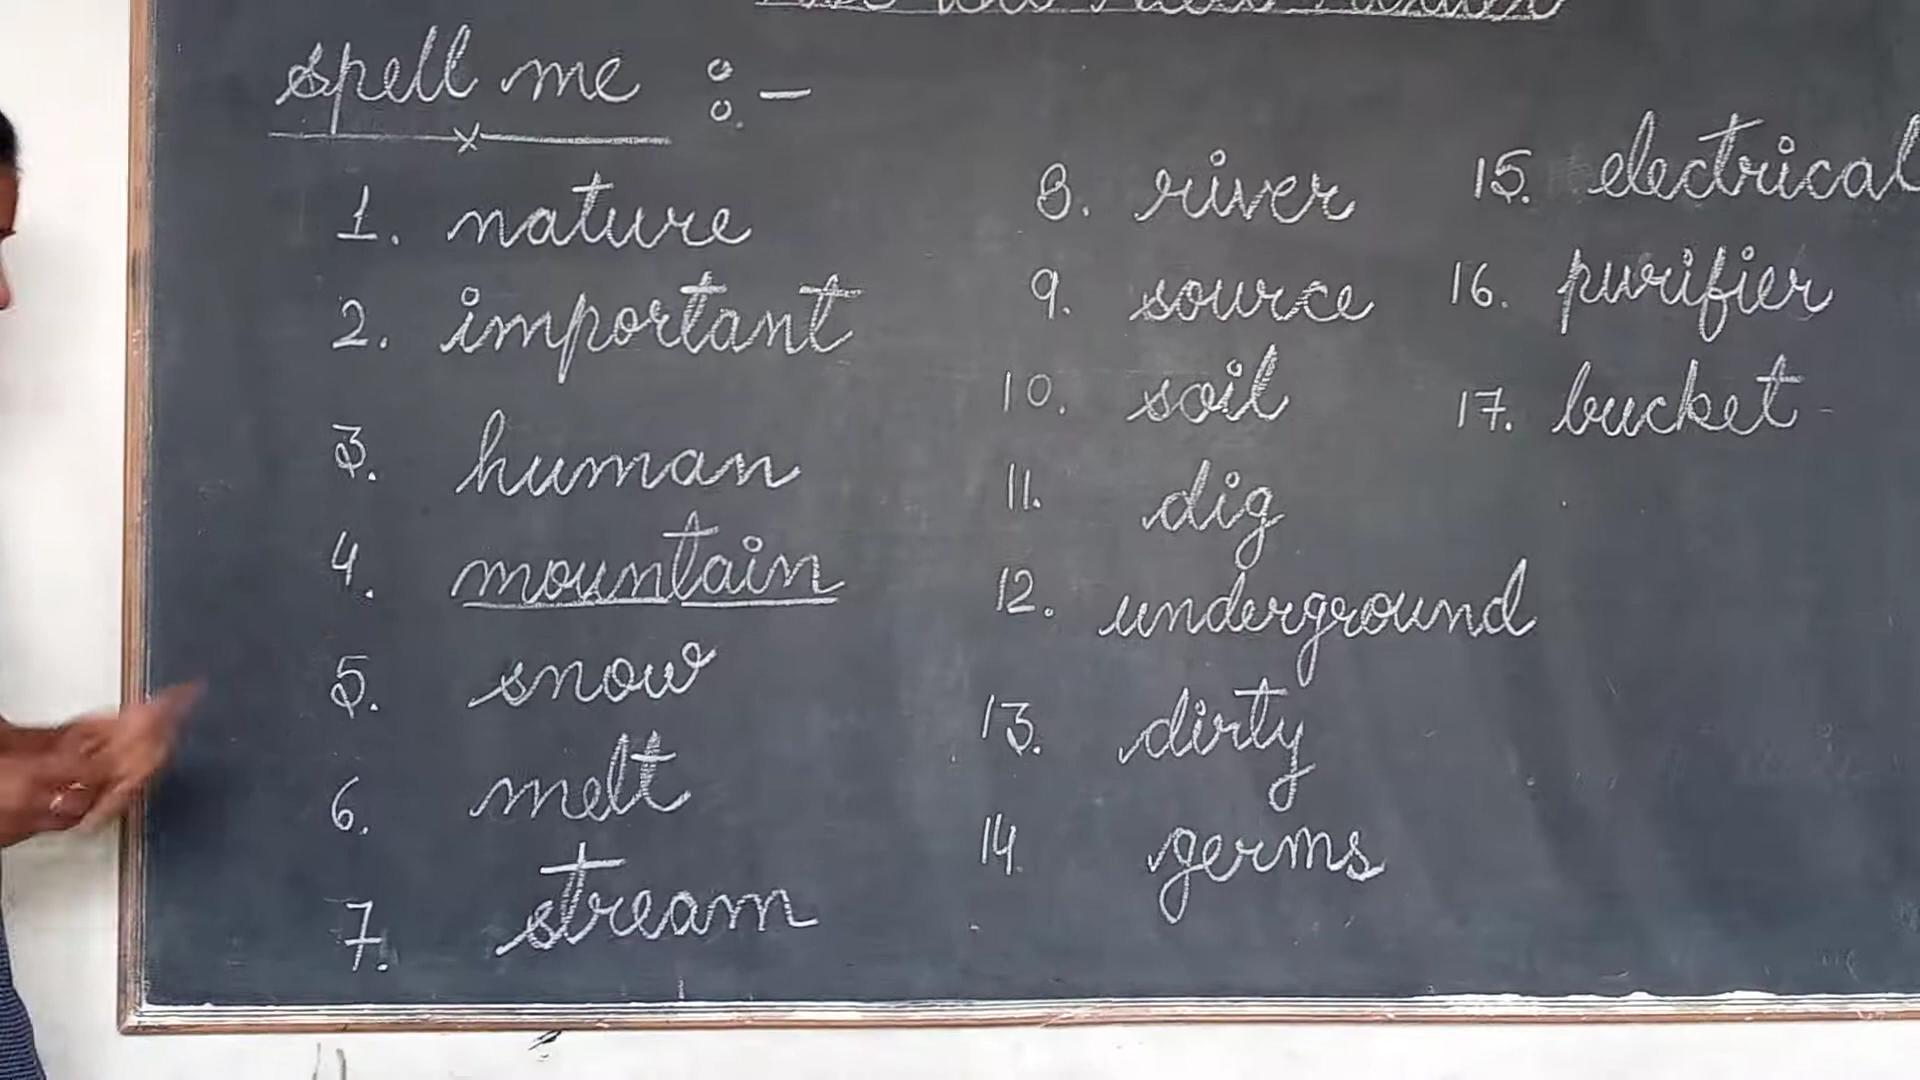 spell me :-
1. nature
2. important
3. human
4. mountain
5. snow
6. melt
7. stream
8. river
9. source
10. soil
11. dig
12. underground
13. dirty
14. germs
15. electrical
16. purifier
17. bucket